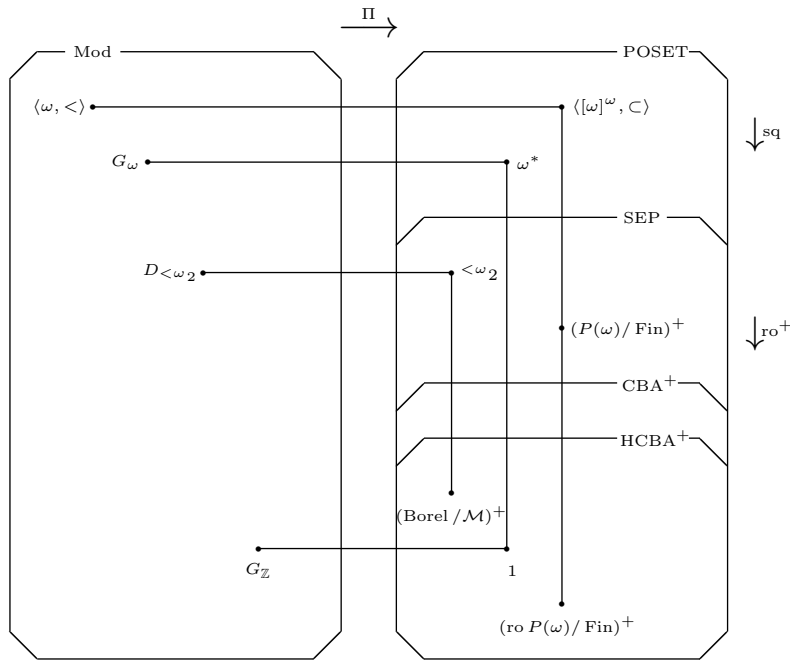 Π
Mod
POSET
⟨ω, <⟩
⟨[ω]^ω, ⊂⟩
sq
G_ω
ω*
SEP
D_{<ω_2}
^{<ω}2
(P(ω)/ Fin)^+
ro^+
CBA^+
HCBA^+
(Borel /ℳ)^+
G_ℤ
1
(ro P(ω)/ Fin)^+